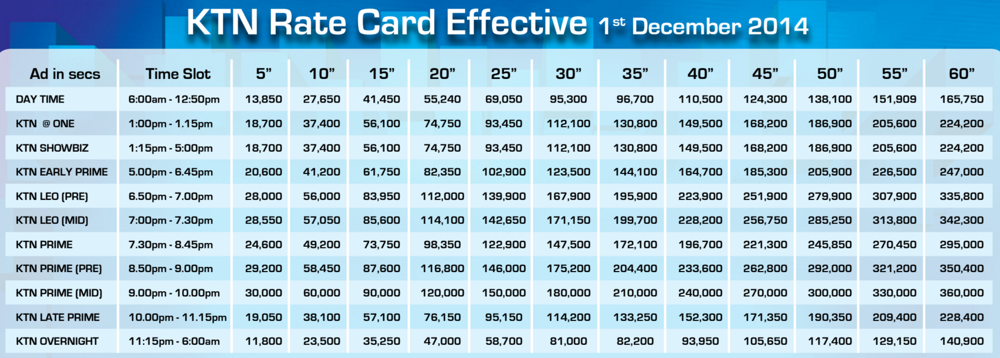 KTN Rate Card Effective 1st December 2014
Ad in secs Time Slot 5” 10” 15” 20” 25” 30” 35” 40” 45” 50” 55” 60”
DAY TIME 6:00am - 12:50pm 13,850 27,650 41,450 55,240 69,050 95,300 96,700 110,500 124,300 138,100 151,909 165,750
KTN @ ONE 1:00pm - 1.15pm 18,700 37,400 56,100 74,750 93,450 112,100 130,800 149,500 168,200 186,900 205,600 224,200
KTN SHOWBIZ 1:15pm - 5:00pm 18,700 37,400 56,100 74,750 93,450 112,100 130,800 149,500 168,200 186,900 205,600 224,200
KTN EARLY PRIME 5.00pm - 6.45pm 20,600 41,200 61,750 82,350 102,900 123,500 144,100 164,700 185,300 205,900 226,500 247,000
KTN LEO (PRE) 6.50pm - 7.00pm 28,000 56,000 83,950 112,000 139,900 167,900 195,900 223,900 251,900 279,900 307,900 335,800
KTN LEO (MID) 7:00pm - 7.30pm 28,550 57,050 85,600 114,100 142,650 171,150 199,700 228,200 256,750 285,250 313,800 342,300
KTN PRIME 7.30pm - 8.45pm 24,600 49,200 73,750 98,350 122,900 147,500 172,100 196,700 221,300 245,850 270,450 295,000
KTN PRIME (PRE) 8.50pm - 9.00pm 29,200 58,450 87,600 116,800 146,000 175,200 204,400 233,600 262,800 292,000 321,200 350,400
KTN PRIME (MID) 9.00pm - 10.00pm 30,000 60,000 90,000 120,000 150,000 180,000 210,000 240,000 270,000 300,000 330,000 360,000
KTN LATE PRIME 10.00pm - 11.15pm 19,050 38,100 57,100 76,150 95,150 114,200 133,250 152,300 171,350 190,350 209,400 228,400
KTN OVERNIGHT 11:15pm - 6:00am 11,800 23,500 35,250 47,000 58,700 81,000 82,200 93,950 105,650 117,400 129,150 140,900